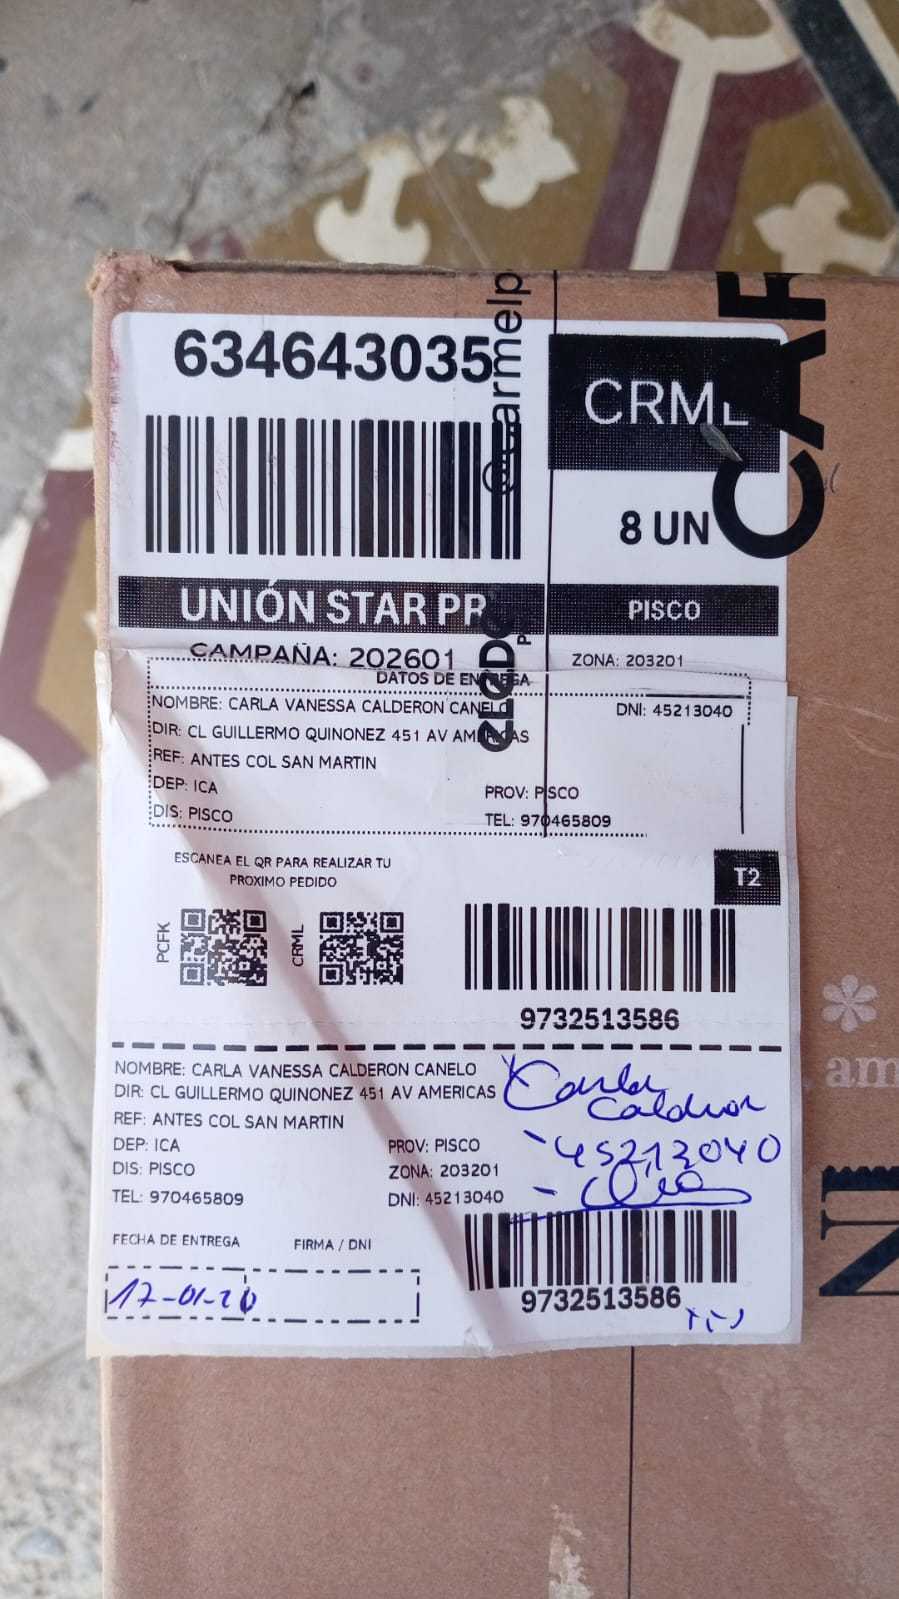 634643035
@carmelp
CAR
CRML
8 UN
UNIÓN STAR PR
PISCO
CAMPAÑA: 202601
ZONA: 203201
DATOS DE ENTREGA
NOMBRE: CARLA VANESSA CALDERON CANELO
DNI: 45213040
DIR: CL GUILLERMO QUINONEZ 451 AV AMERICAS
REF: ANTES COL SAN MARTIN
DEP: ICA
PROV: PISCO
DIS: PISCO
TEL: 970465809
ESCANEA EL QR PARA REALIZAR TU
PROXIMO PEDIDO
T2
PCFK
CRML
9732513586
NOMBRE: CARLA VANESSA CALDERON CANELO
DIR: CL GUILLERMO QUINONEZ 451 AV AMERICAS
REF: ANTES COL SAN MARTIN
DEP: ICA
PROV: PISCO
DIS: PISCO
ZONA: 203201
TEL: 970465809
DNI: 45213040
Carla
Calderon
45213040
FECHA DE ENTREGA
FIRMA / DNI
17-01-20
9732513586
am
NI